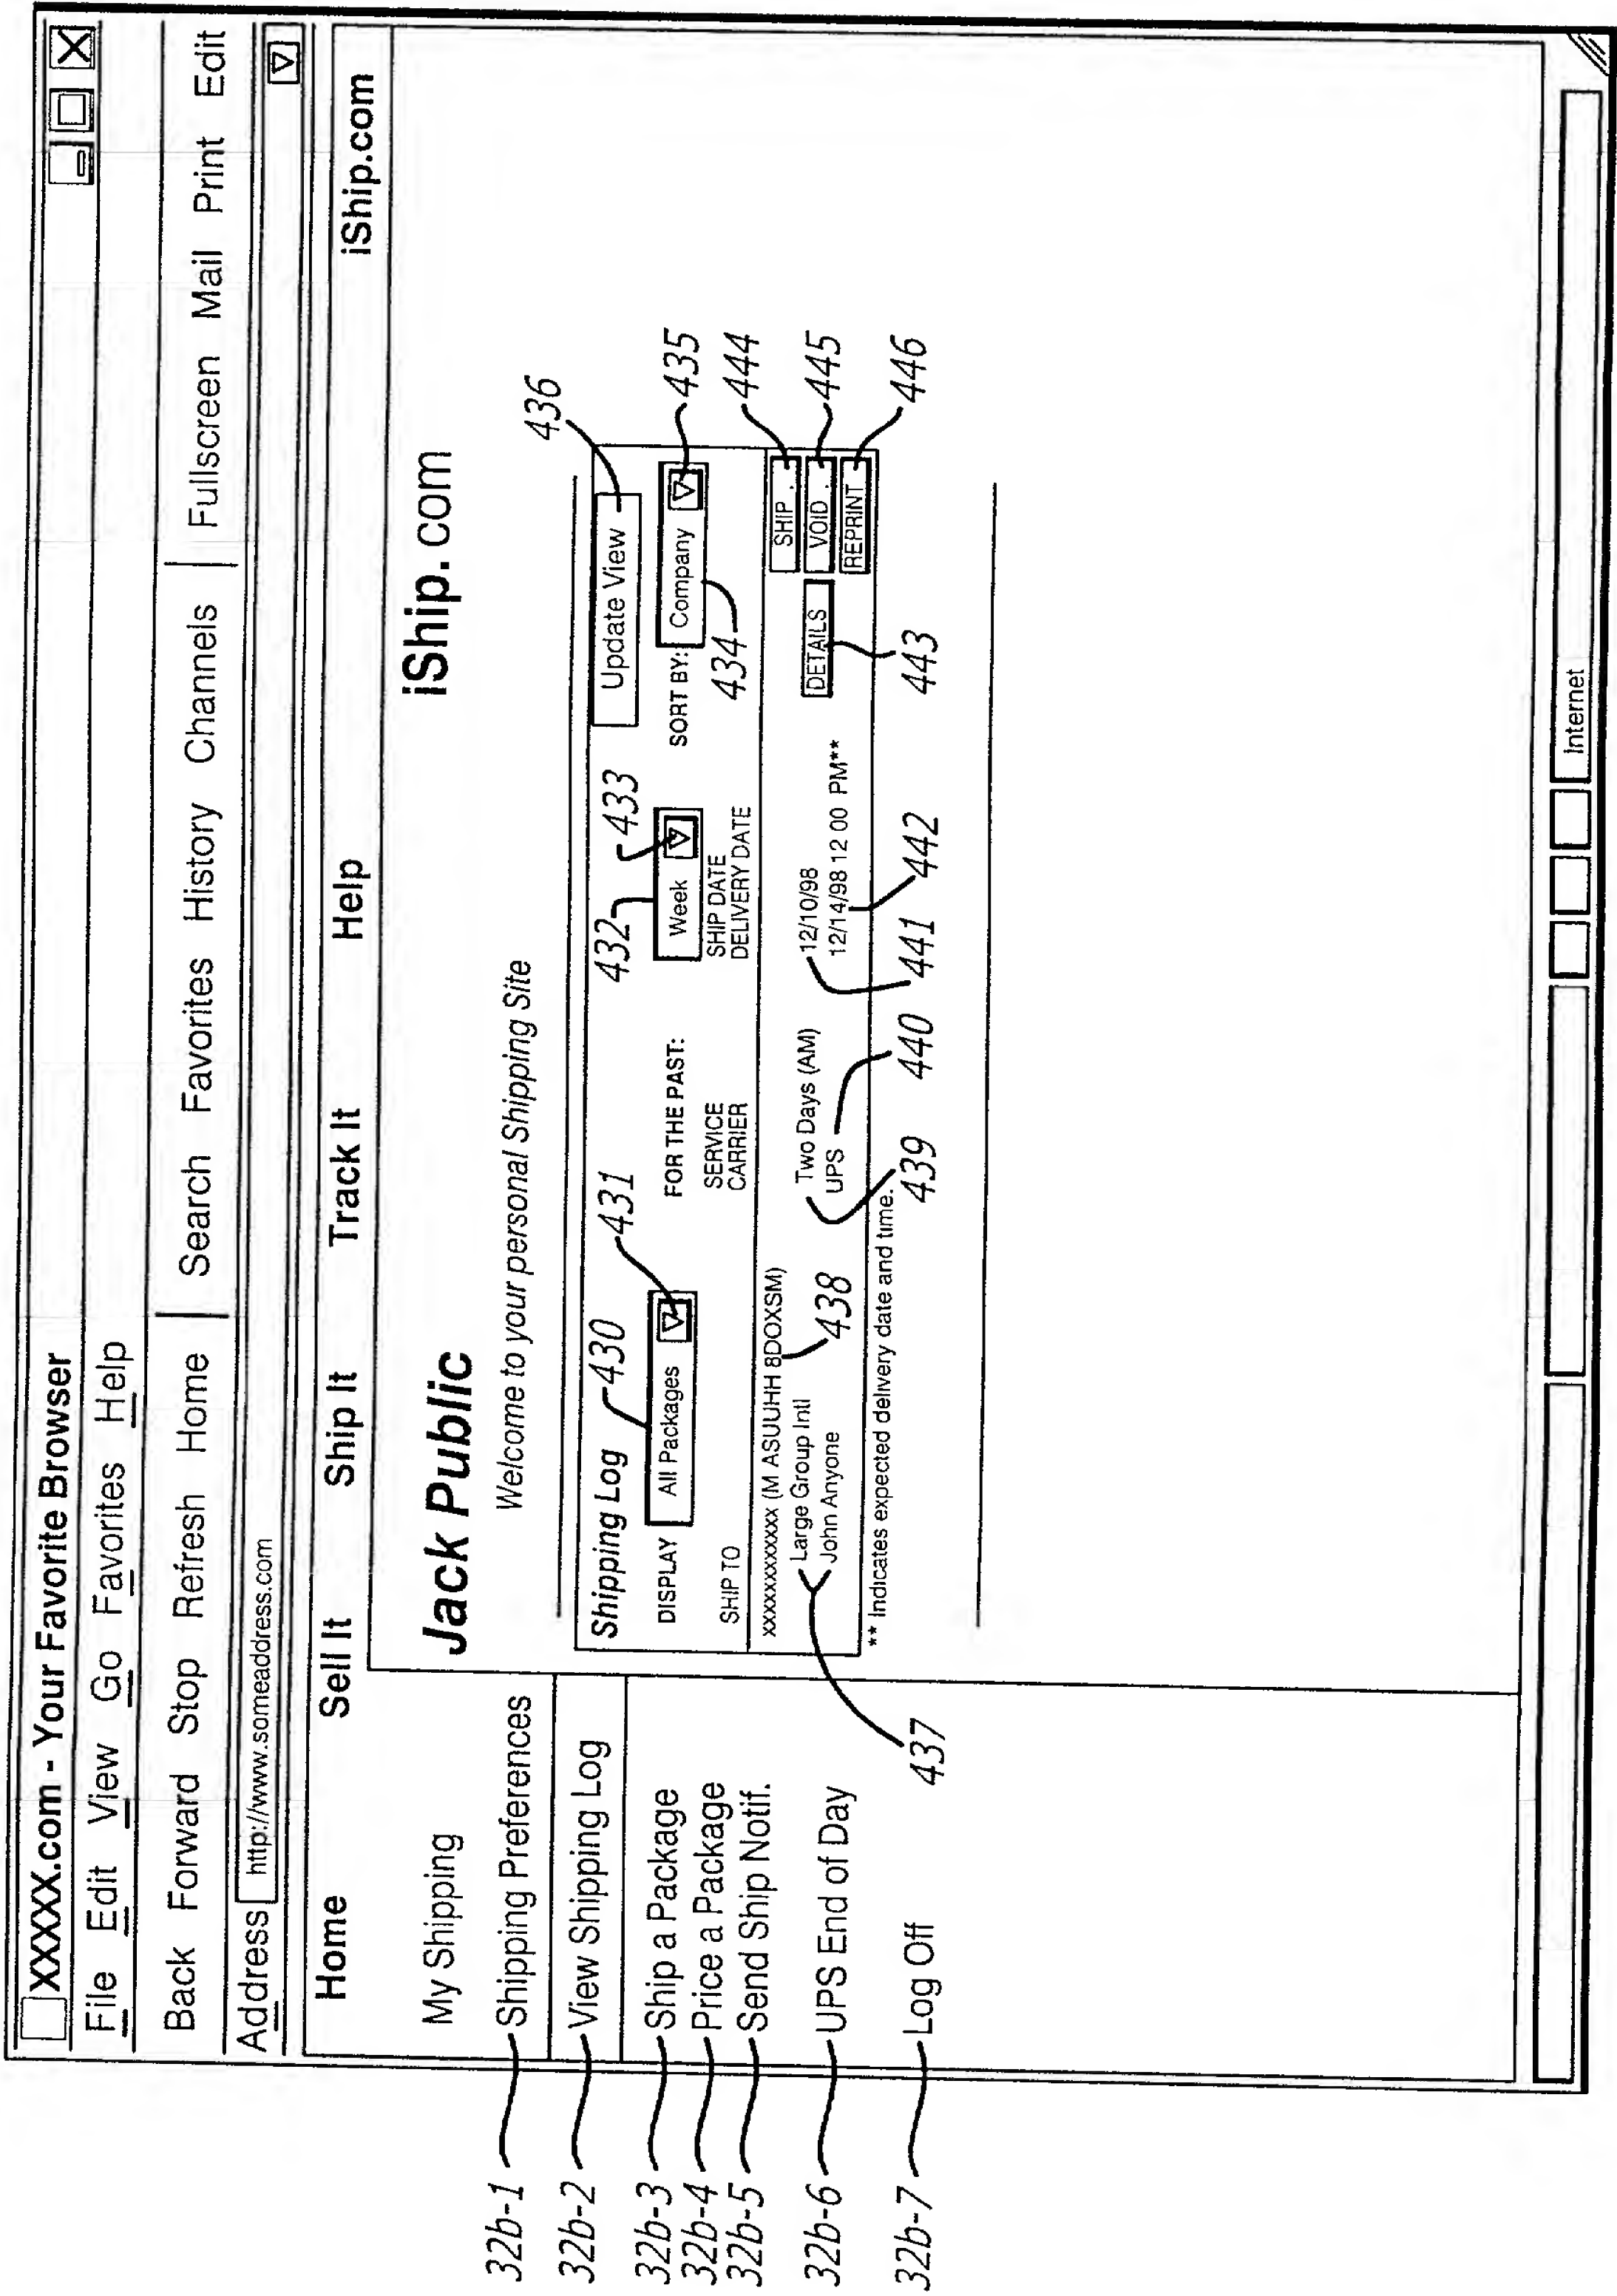 XXXXX.com - Your Favorite Browser
File Edit View Go Favorites Help
Back Forward Stop Refresh Home Search Favorites History Channels Fullscreen Mail Print Edit
Address http://www.someaddress.com
Home Sell It Ship It Track It Help iShip.com
My Shipping
32b-1 Shipping Preferences
32b-2 View Shipping Log
32b-3 Ship a Package
32b-4 Price a Package
32b-5 Send Ship Notif.
32b-6 UPS End of Day
32b-7 Log Off
Jack Public iShip.com
Welcome to your personal Shipping Site
436
Shipping Log 430 431 432 433 Update View
DISPLAY All Packages FOR THE PAST: Week SORT BY: Company 435
434
SHIP TO SERVICE SHIP DATE
CARRIER DELIVERY DATE
444
xxxxxxxxxxx (M ASUUHH 8DOXSM) SHIP
Large Group Intl Two Days (AM) 12/10/98 DETAILS VOID 445
John Anyone UPS 12/14/98 12 00 PM** REPRINT 446
438
** Indicates expected delivery date and time.
437 439 440 441 442 443
Internet